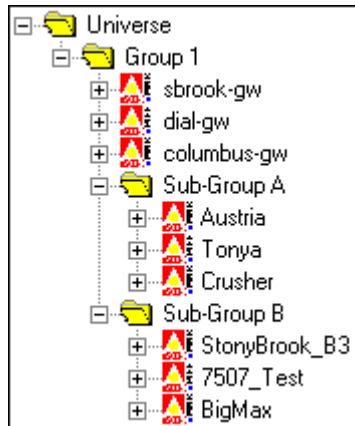 Universe
Group 1
sbrook-gw
dial-gw
columbus-gw
Sub-Group A
Austria
Tonya
Crusher
Sub-Group B
StonyBrook_B3
7507_Test
BigMax